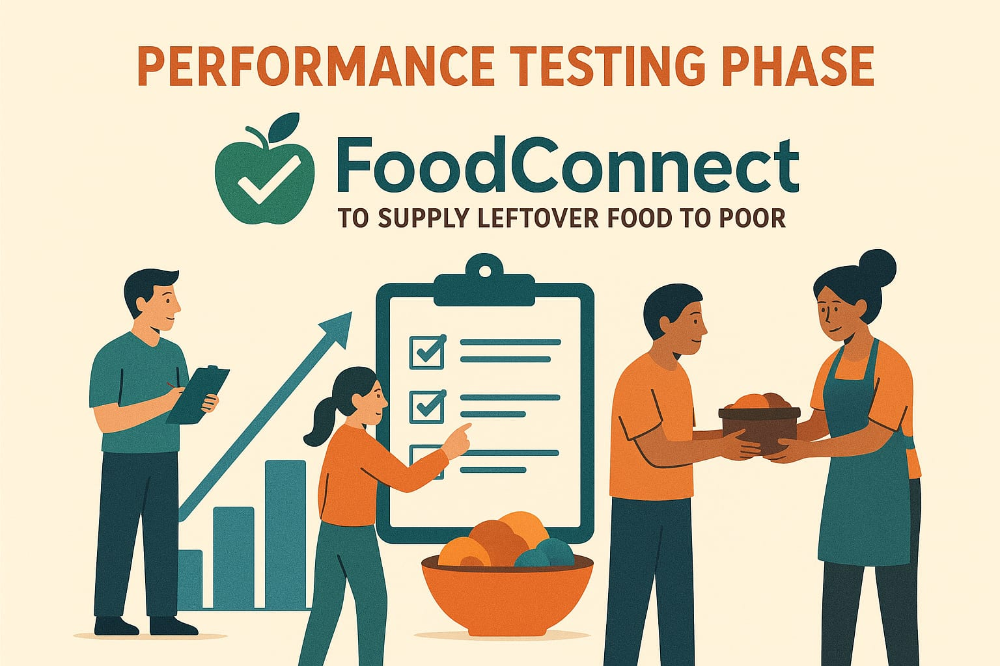 PERFORMANCE TESTING PHASE
FoodConnect
TO SUPPLY LEFTOVER FOOD TO POOR